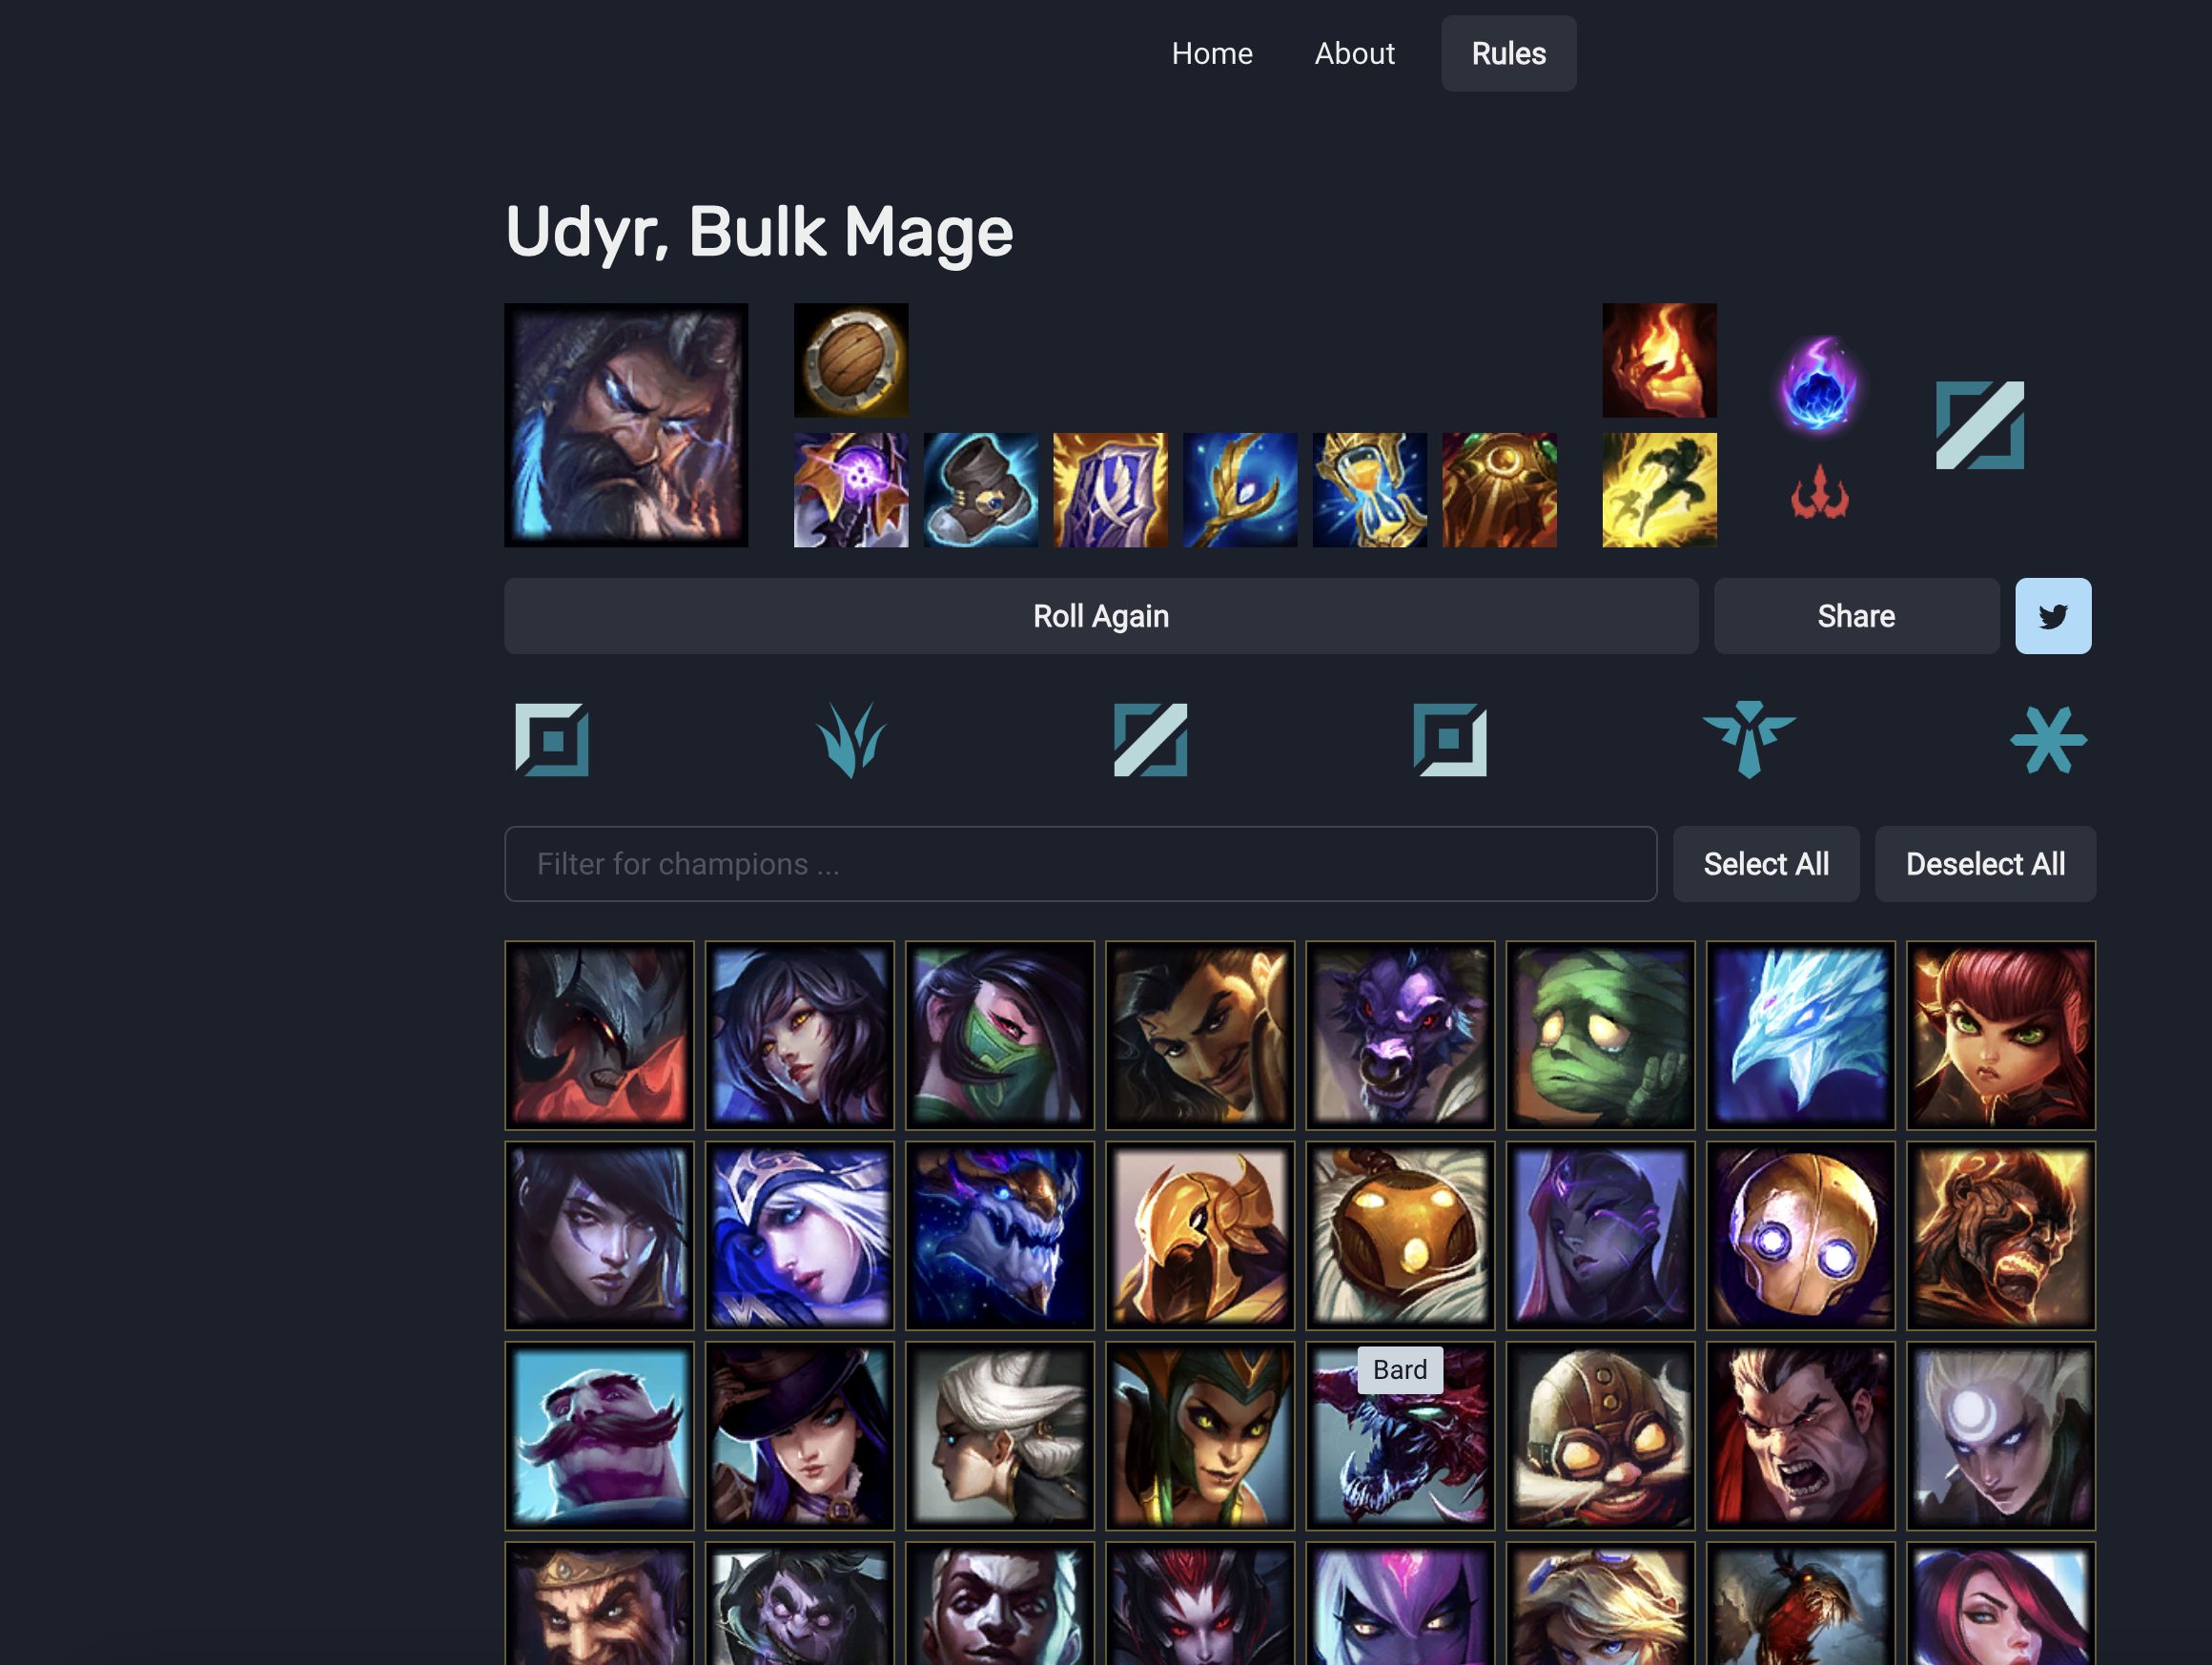 Home About Rules
Udyr, Bulk Mage
Roll Again Share
Filter for champions ...
Select All Deselect All
Bard